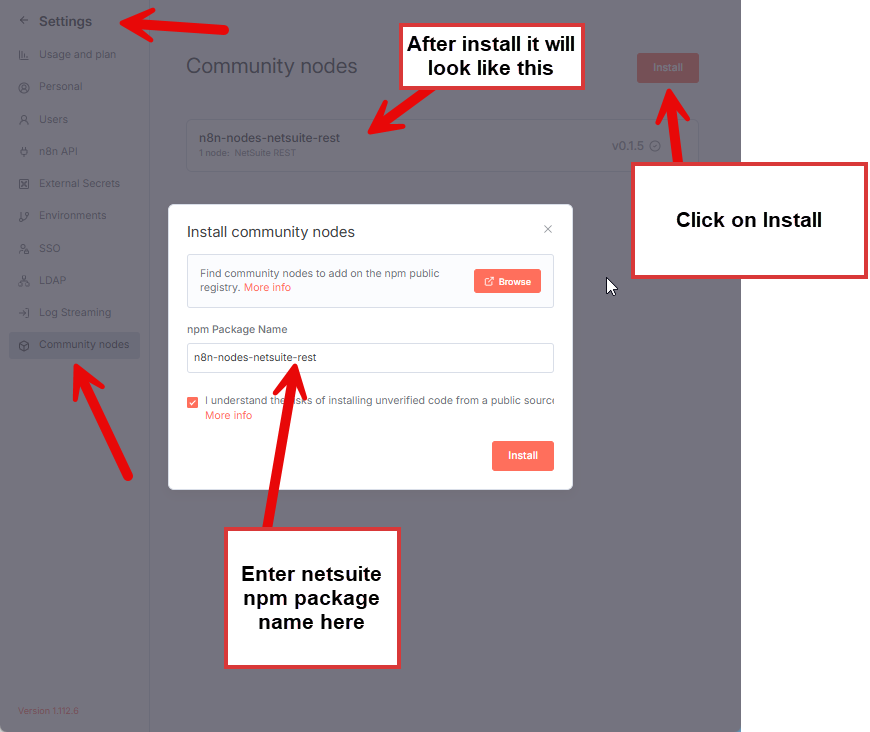 Settings
Usage and plan
Personal
Users
n8n API
External Secrets
Environments
SSO
LDAP
Log Streaming
Community nodes
Version 1.112.6
Community nodes
Install
After install it will
look like this
n8n-nodes-netsuite-rest
1 node: NetSuite REST
v0.1.5
Click on Install
Install community nodes
Find community nodes to add on the npm public
registry. More info
Browse
npm Package Name
n8n-nodes-netsuite-rest
I understand the risks of installing unverified code from a public source
More info
Install
Enter netsuite
npm package
name here